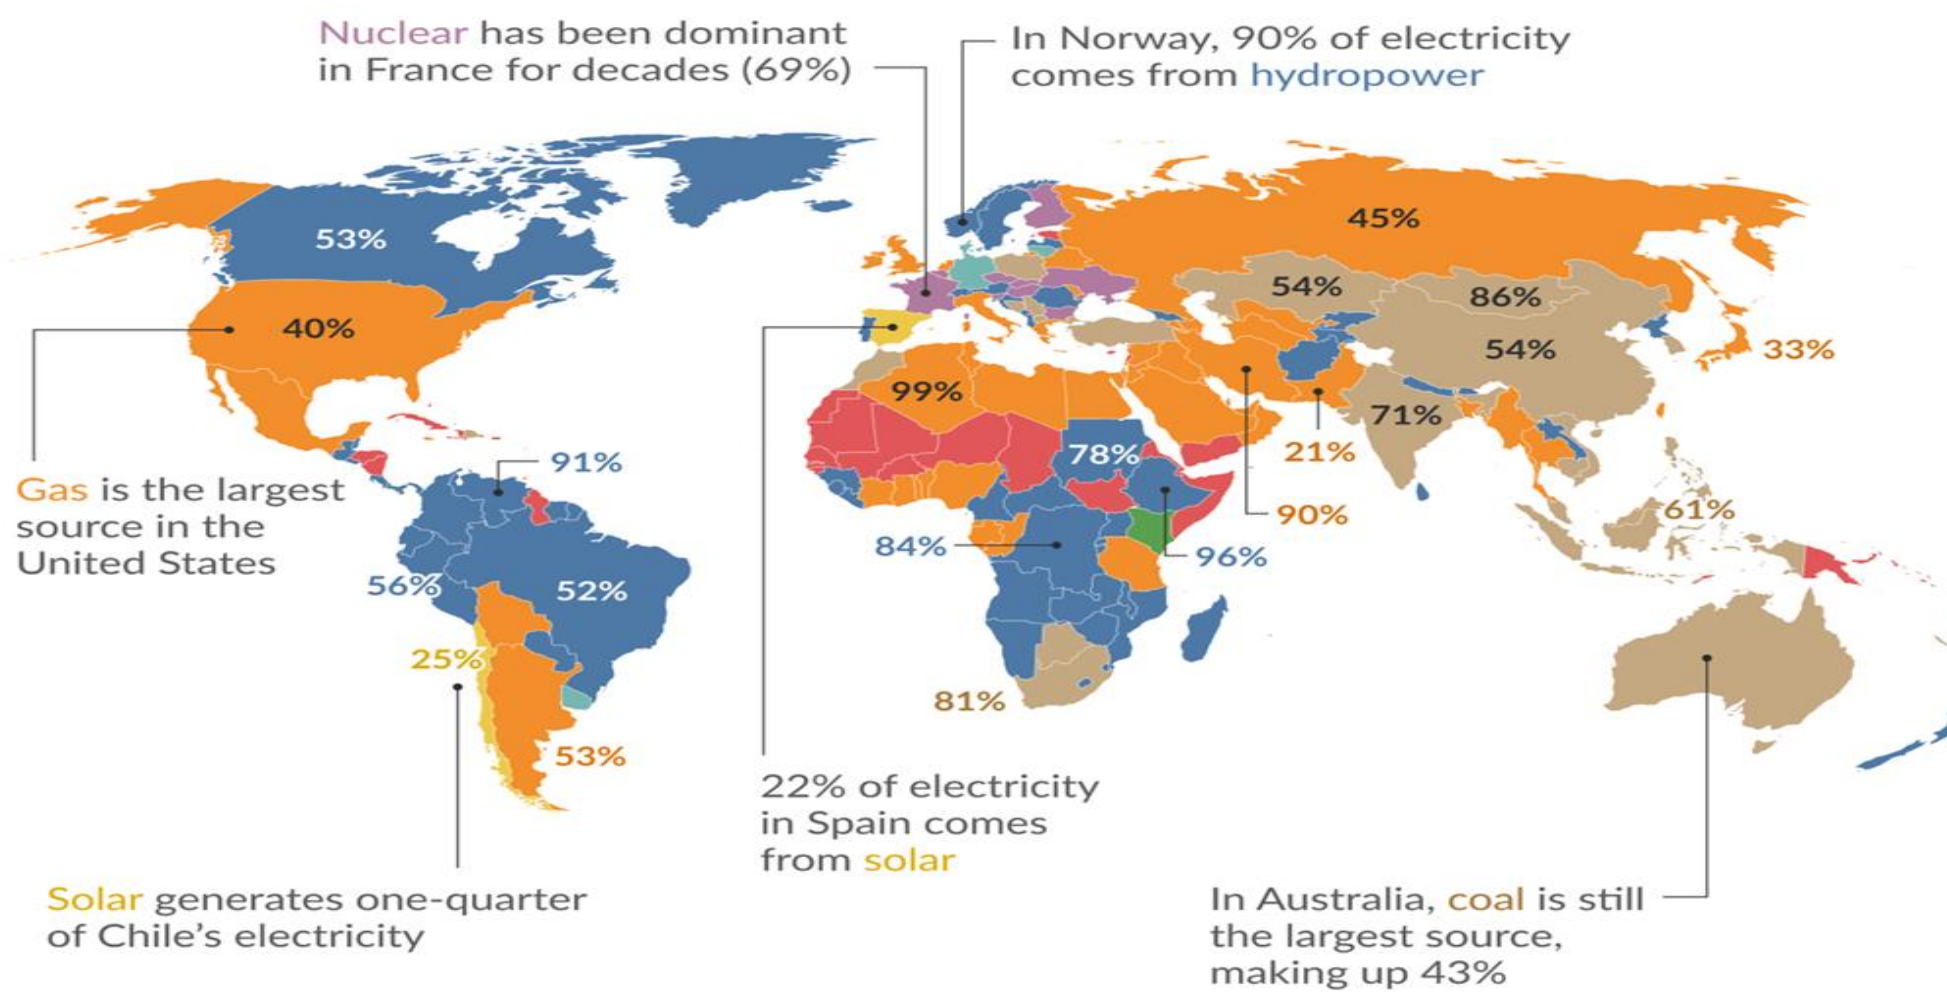 Nuclear has been dominant
in France for decades (69%)
In Norway, 90% of electricity
comes from hydropower
53%
45%
54%
86%
40%
54%
33%
99%
71%
91%
78%
21%
Gas is the largest
source in the
United States
90%
61%
84%
96%
56%
52%
25%
81%
53%
22% of electricity
in Spain comes
from solar
Solar generates one-quarter
of Chile's electricity
In Australia, coal is still
the largest source,
making up 43%